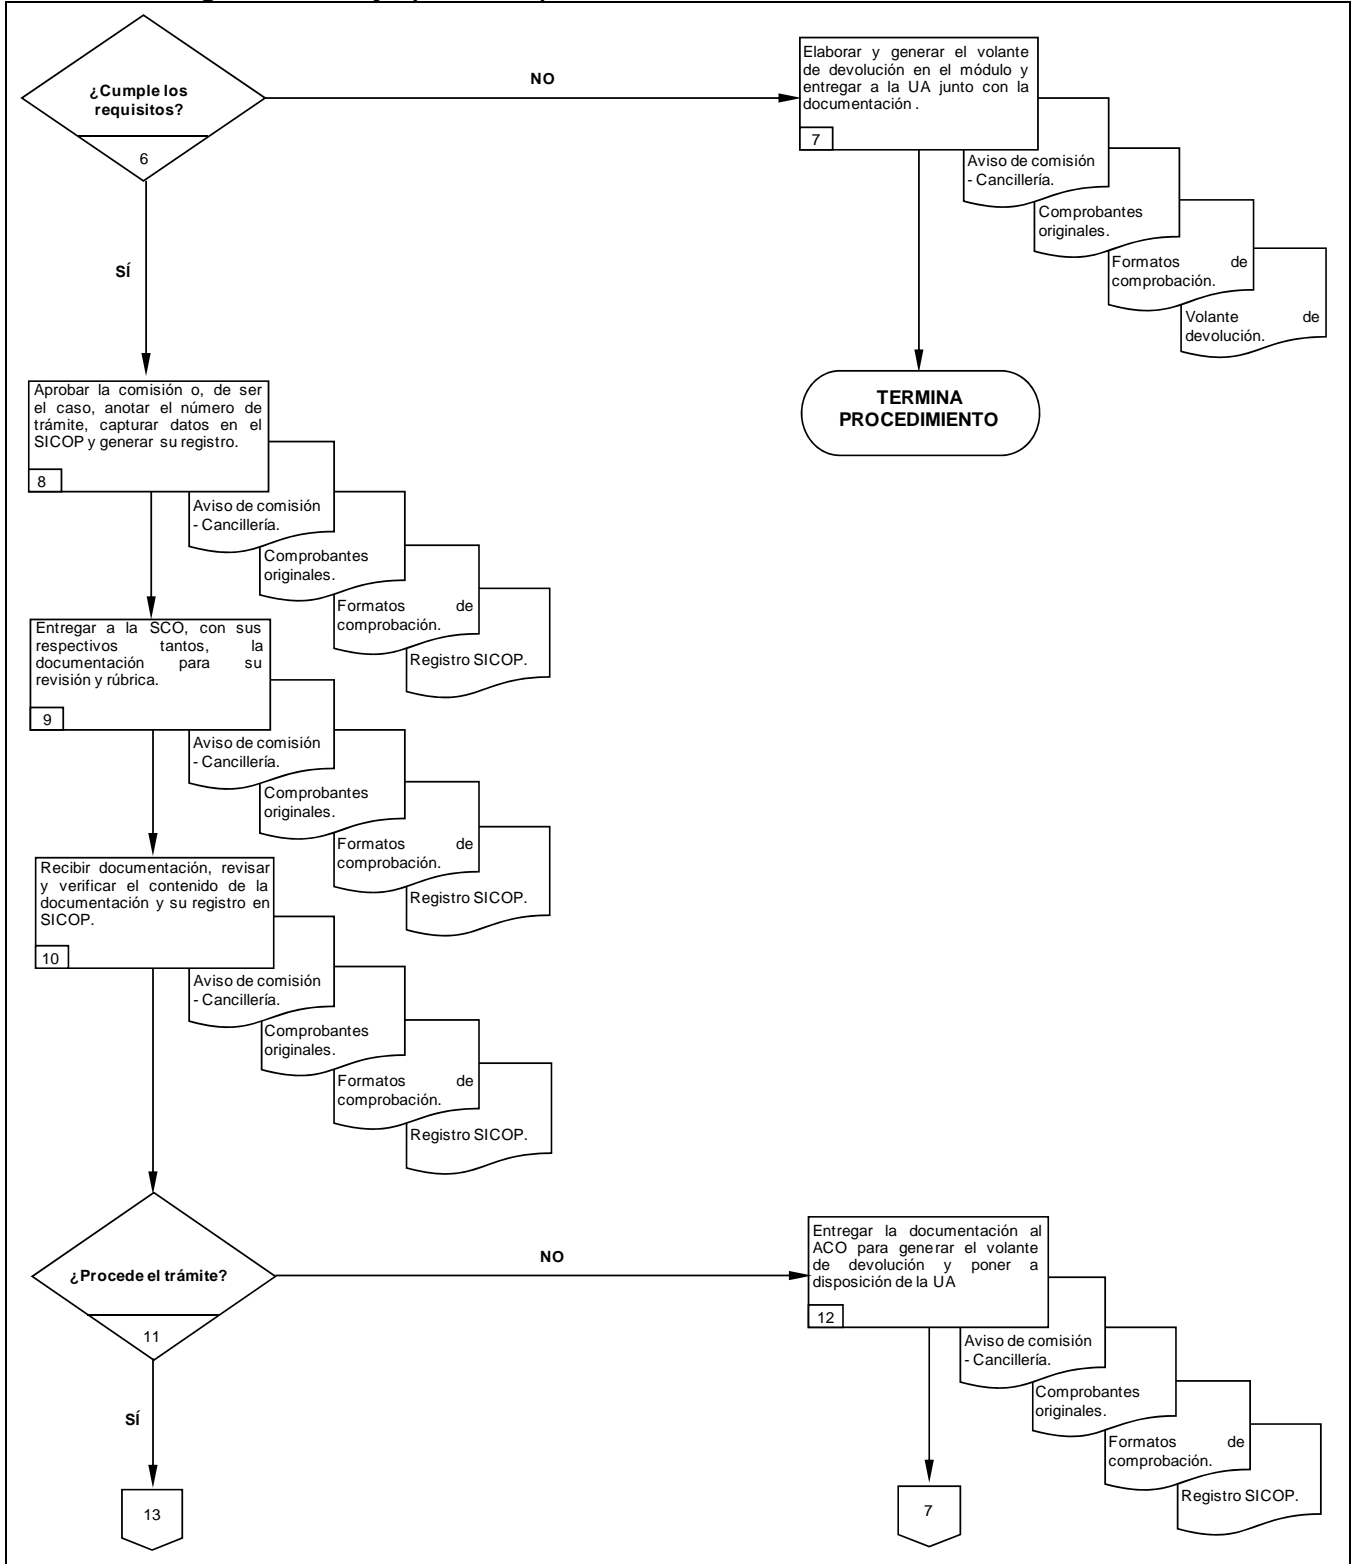 ¿Cumple los
requisitos?
6
NO
Elaborar y generar el volante
de devolución en el módulo y
entregar a la UA junto con la
documentación .
7
Aviso de comisión
- Cancillería.
Comprobantes
originales.
Formatos de
comprobación.
Volante de
devolución.
TERMINA
PROCEDIMIENTO
SÍ
Aprobar la comisión o, de ser
el caso, anotar el número de
trámite, capturar datos en el
SICOP y generar su registro.
8
Aviso de comisión
- Cancillería.
Comprobantes
originales.
Formatos de
comprobación.
Registro SICOP.
Entregar a la SCO, con sus
respectivos tantos, la
documentación para su
revisión y rúbrica.
9
Aviso de comisión
- Cancillería.
Comprobantes
originales.
Formatos de
comprobación.
Registro SICOP.
Recibir documentación, revisar
y verificar el contenido de la
documentación y su registro en
SICOP.
10
Aviso de comisión
- Cancillería.
Comprobantes
originales.
Formatos de
comprobación.
Registro SICOP.
¿Procede el trámite?
11
NO
Entregar la documentación al
ACO para generar el volante
de devolución y poner a
disposición de la UA
12
Aviso de comisión
- Cancillería.
Comprobantes
originales.
Formatos de
comprobación.
Registro SICOP.
SÍ
13
7